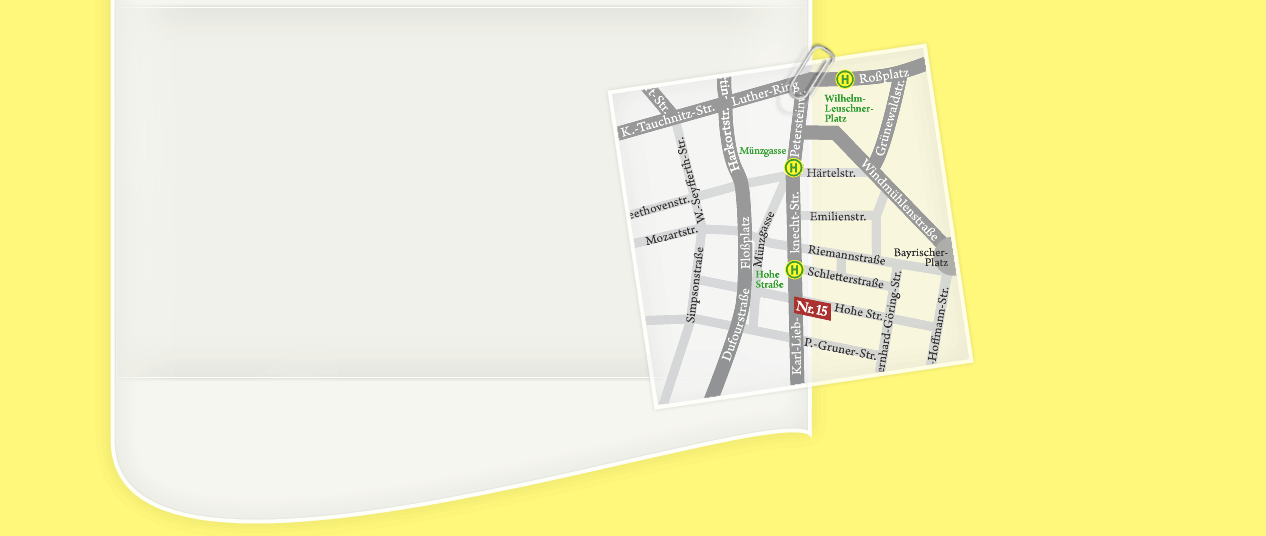 H
Roßplatz
Luther-Ring
t-Str.
K.-Tauchnitz-Str.
Wilhelm-
Leuschner-
Platz
Grünewaldstr.
Petersteinw.
Harkortstr.
Münzgasse
H
Härtelstr.
Windmühlenstraße
W.-Seyfferth-Str.
eethovenstr.
Mozartstr.
Emilienstr.
knecht-Str.
Münzgasse
Floßplatz
Riemannstraße
Bayrischer-
Platz
Simpsonstraße
Hohe
Straße
H
Schletterstraße
Nr. 15
Hohe Str.
ernhard-Göring-Str.
-Hoffmann-Str.
Dufourstraße
Karl-Lieb-
P.-Gruner-Str.